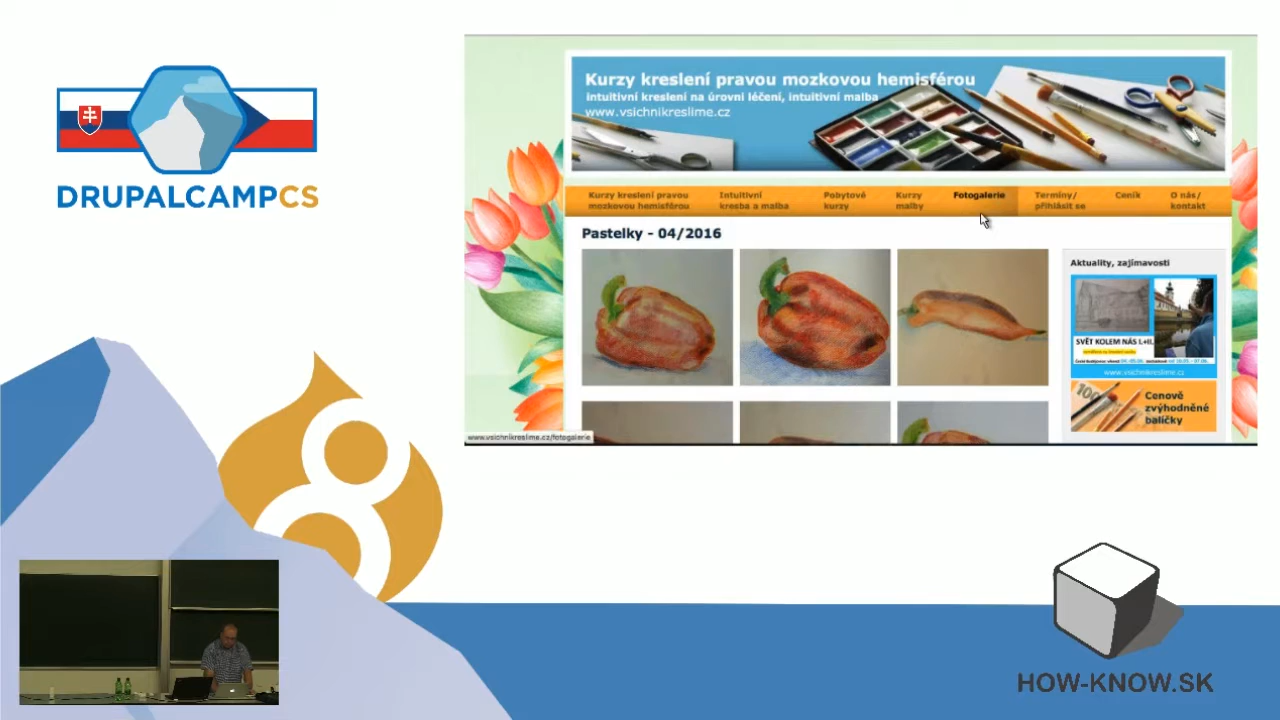 DRUPALCAMPCS
Kurzy kreslení pravou mozkovou hemisférou
intuitivní kreslení na úrovni léčení, intuitivní malba
www.vsichnikreslime.cz
Kurzy kreslení pravou
mozkovou hemisférou
Intuitivní
kresba a malba
Pobytové
kurzy
Kurzy
malby
Fotogalerie
Termíny/
přihlásit se
Ceník
O nás/
kontakt
Pastelky - 04/2016
Aktuality, zajímavosti
SVĚT KOLEM NÁS I.+II.
www.vsichnikreslime.cz
100
Cenově
zvýhodněné
balíčky
www.vsichnikreslime.cz/fotogalerie
8
HOW-KNOW.SK